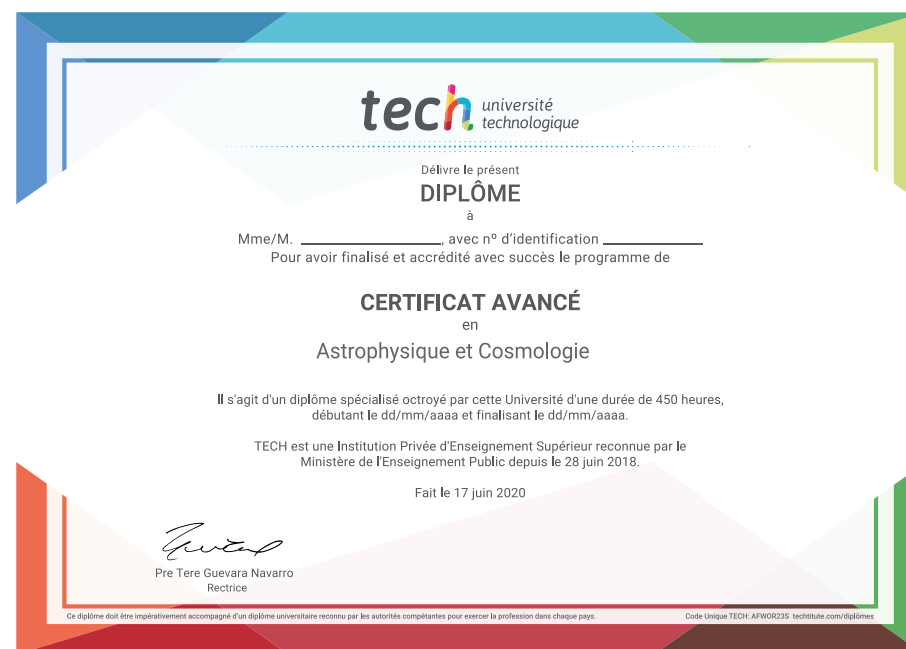 tech université
technologique
Délivre le présent
DIPLÔME
à
Mme/M. ____________________, avec nº d'identification ______________
Pour avoir finalisé et accrédité avec succès le programme de
CERTIFICAT AVANCÉ
en
Astrophysique et Cosmologie
Il s'agit d'un diplôme spécialisé octroyé par cette Université d'une durée de 450 heures,
débutant le dd/mm/aaaa et finalisant le dd/mm/aaaa.
TECH est une Institution Privée d'Enseignement Supérieur reconnue par le
Ministère de l'Enseignement Public depuis le 28 juin 2018.
Fait le 17 juin 2020
Pre Tere Guevara Navarro
Rectrice
Ce diplôme doit être impérativement accompagné d'un diplôme universitaire reconnu par les autorités compétantes pour exercer la profession dans chaque pays.
Code Unique TECH: AFWOR23S techtitute.com/diplômes